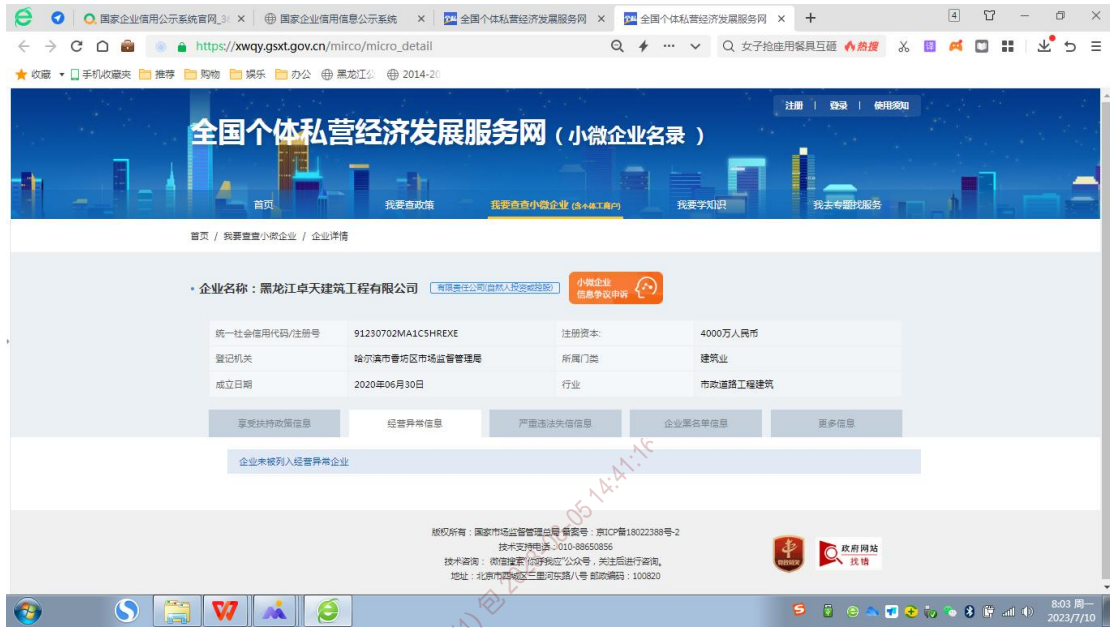 国家企业信用公示系统官网_36
国家企业信用信息公示系统
全国个体私营经济发展服务网
全国个体私营经济发展服务网
4
https://xwqy.gsxt.gov.cn/mirco/micro_detail
女子抢座用餐具互砸
热搜
收藏 手机收藏夹 推荐 购物 娱乐 办公 黑龙江公 2014-20
注册 | 登录 | 使用须知
全国个体私营经济发展服务网（小微企业名录 ）
首页 我要查政策 我要查查小微企业 (含个体工商户) 我要学知识 我去专题找服务
首页 / 我要查查小微企业 / 企业详情
企业名称：黑龙江卓天建筑工程有限公司 有限责任公司(自然人投资或控股)
小微企业
信息争议申诉
统一社会信用代码/注册号 91230702MA1C5HREXE 注册资本: 4000万人民币
登记机关 哈尔滨市香坊区市场监督管理局 所属门类 建筑业
成立日期 2020年06月30日 行业 市政道路工程建筑
享受扶持政策信息 经营异常信息 严重违法失信信息 企业黑名单信息 更多信息
企业未被列入经营异常企业
版权所有：国家市场监督管理总局 备案号：京ICP备18022388号-2
技术支持电话：010-88650856
技术咨询： 微信搜索“你好我应”公众号，关注后进行咨询。
地址：北京市西城区三里河东路八号 邮政编码：100820
政府网站
找错
8:03 周一
2023/7/10